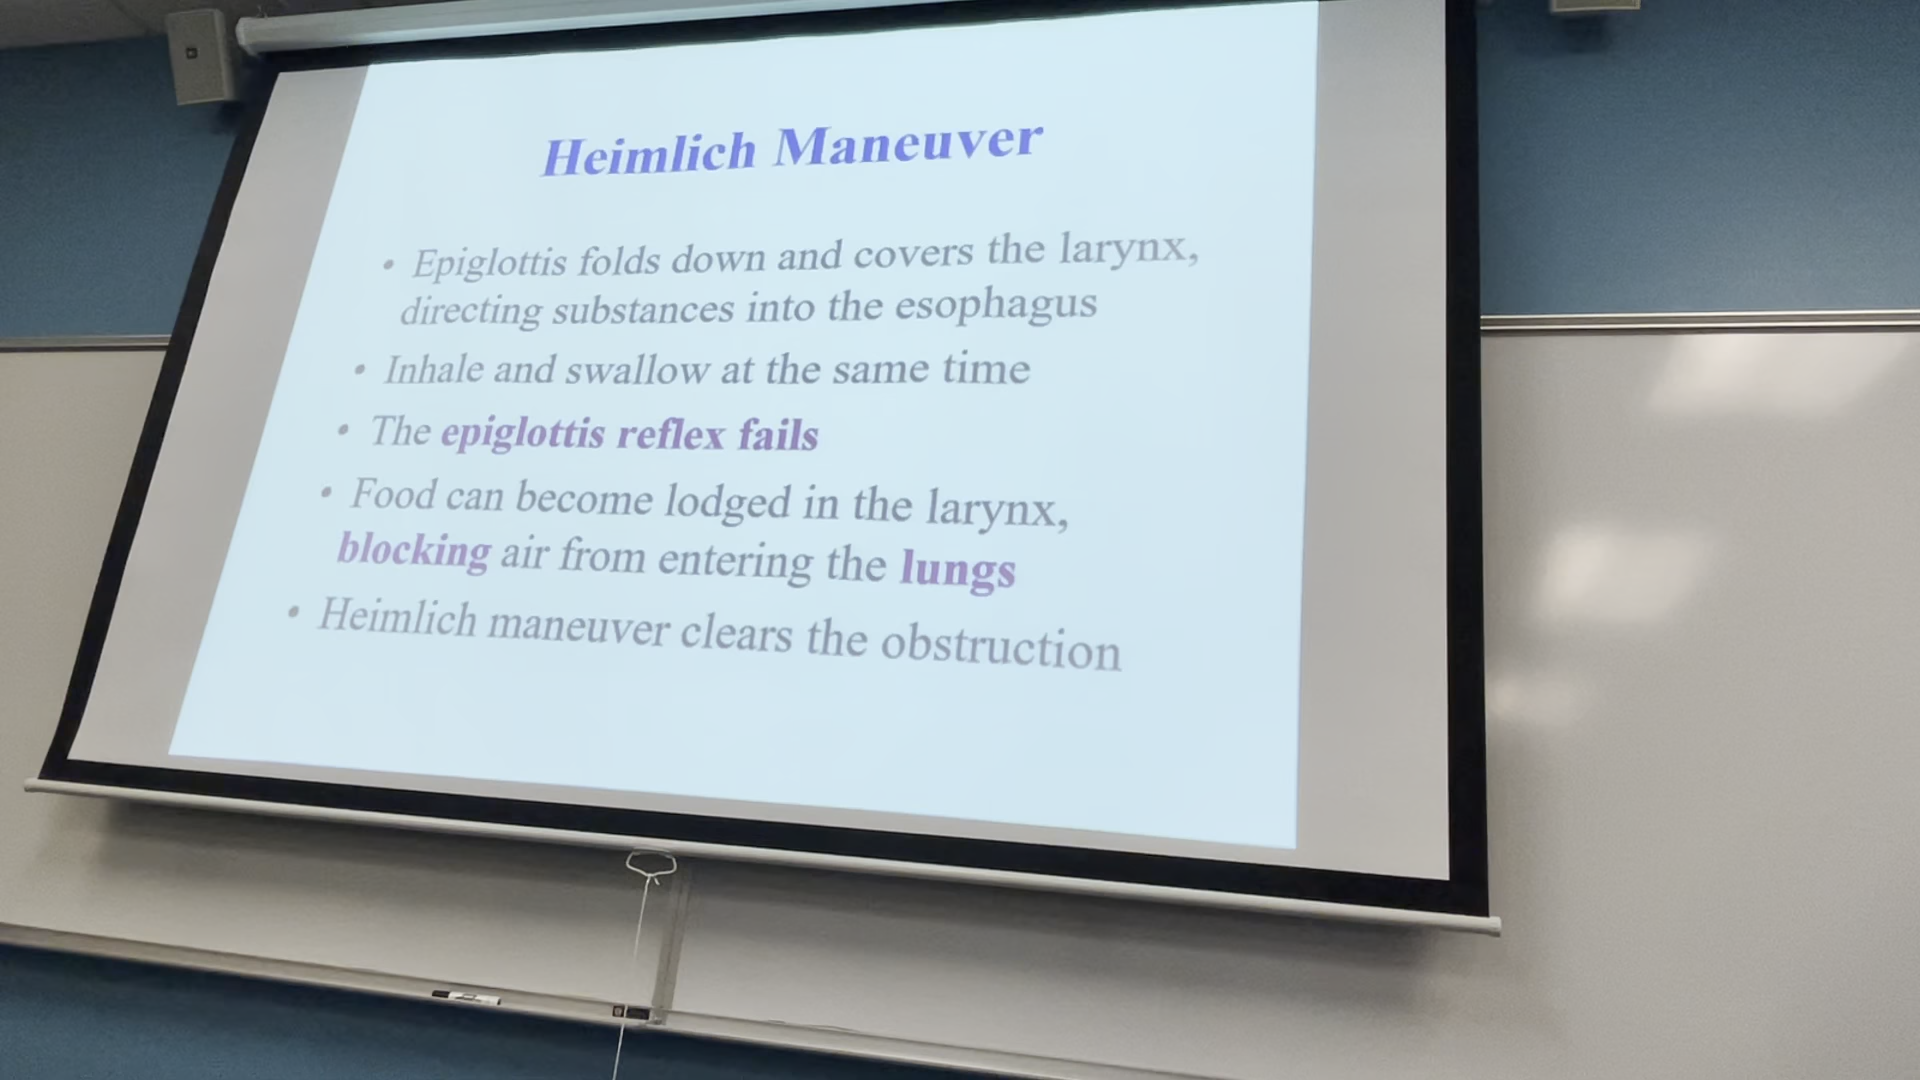 Heimlich Maneuver
• Epiglottis folds down and covers the larynx,
directing substances into the esophagus
• Inhale and swallow at the same time
• The epiglottis reflex fails
• Food can become lodged in the larynx,
blocking air from entering the lungs
• Heimlich maneuver clears the obstruction